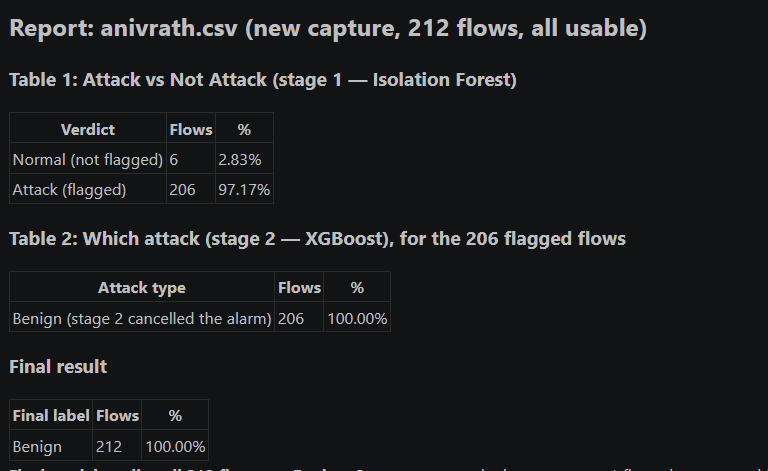 Report: anivrath.csv (new capture, 212 flows, all usable)
Table 1: Attack vs Not Attack (stage 1 — Isolation Forest)
Verdict Flows %
Normal (not flagged) 6 2.83%
Attack (flagged) 206 97.17%
Table 2: Which attack (stage 2 — XGBoost), for the 206 flagged flows
Attack type Flows %
Benign (stage 2 cancelled the alarm) 206 100.00%
Final result
Final label Flows %
Benign 212 100.00%